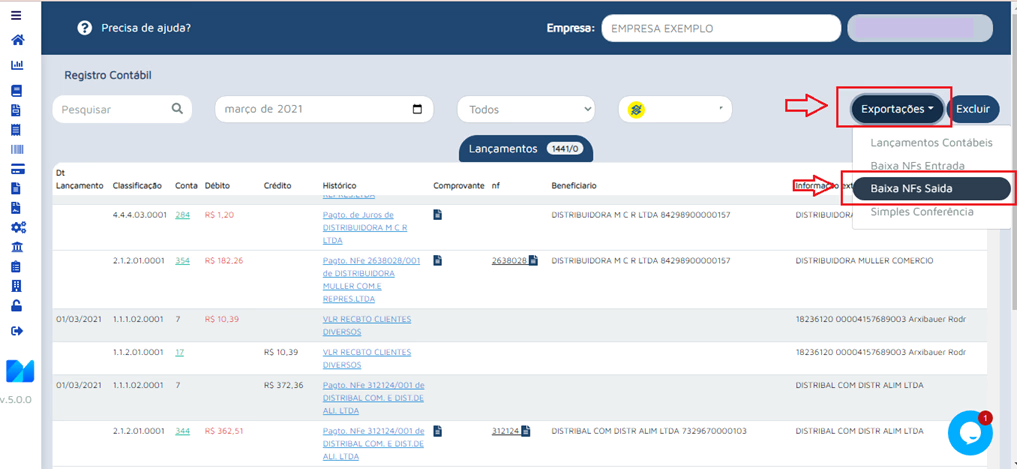 Precisa de ajuda?
Empresa:
EMPRESA EXEMPLO
Registro Contábil
Pesquisar
março de 2021
Todos
Exportações
Excluir
Lançamentos Contábeis
Baixa NFs Entrada
Baixa NFs Saida
Simples Conferência
Lançamentos 1441/0
Dt
Lançamento Classificação Conta Débito Crédito Histórico Comprovante nf Beneficiario Informação ext
REPRES.LTDA
4.4.4.03.0001 284 R$ 1,20 Pagto. de Juros de DISTRIBUIDORA M C R LTDA 84298900000157 DISTRIBUIDORA
DISTRIBUIDORA M C R
LTDA
2.1.2.01.0001 354 R$ 182,26 Pagto. NFe 2638028/001 2638028 DISTRIBUIDORA M C R LTDA 84298900000157 DISTRIBUIDORA MULLER COMERCIO
de DISTRIBUIDORA
MULLER COM.E
REPRES.LTDA
01/03/2021 1.1.1.02.0001 7 R$ 10,39 VLR RECBTO CLIENTES 18236120 00004157689003 Arxibauer Rodr
DIVERSOS
1.1.2.01.0001 17 R$ 10,39 VLR RECBTO CLIENTES 18236120 00004157689003 Arxibauer Rodr
DIVERSOS
01/03/2021 1.1.1.02.0001 7 R$ 372,36 Pagto. NFe 312124/001 de DISTRIBAL COM DISTR ALIM LTDA
DISTRIBAL COM. E DIST.DE
ALI. LTDA
2.1.2.01.0001 344 R$ 362,51 Pagto. NFe 312124/001 de 312124 DISTRIBAL COM DISTR ALIM LTDA 7329670000103 DISTRIBAL COM DISTR ALIM LTDA
DISTRIBAL COM. E DIST.DE
ALI. LTDA
v.5.0.0
1